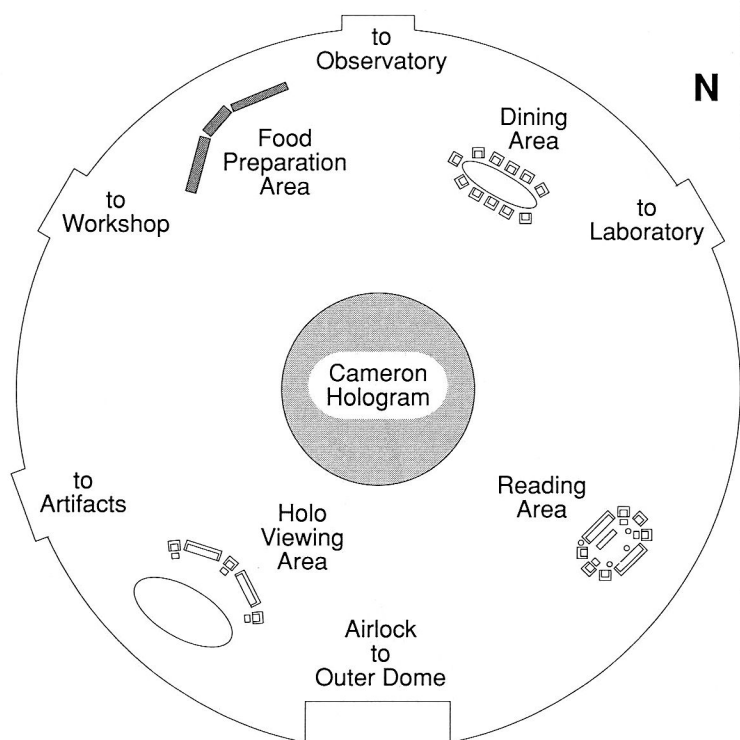 to
Observatory
N
Dining
Area
Food
Preparation
Area
to
Workshop
to
Laboratory
Cameron
Hologram
to
Artifacts
Reading
Area
Holo
Viewing
Area
Airlock
to
Outer Dome